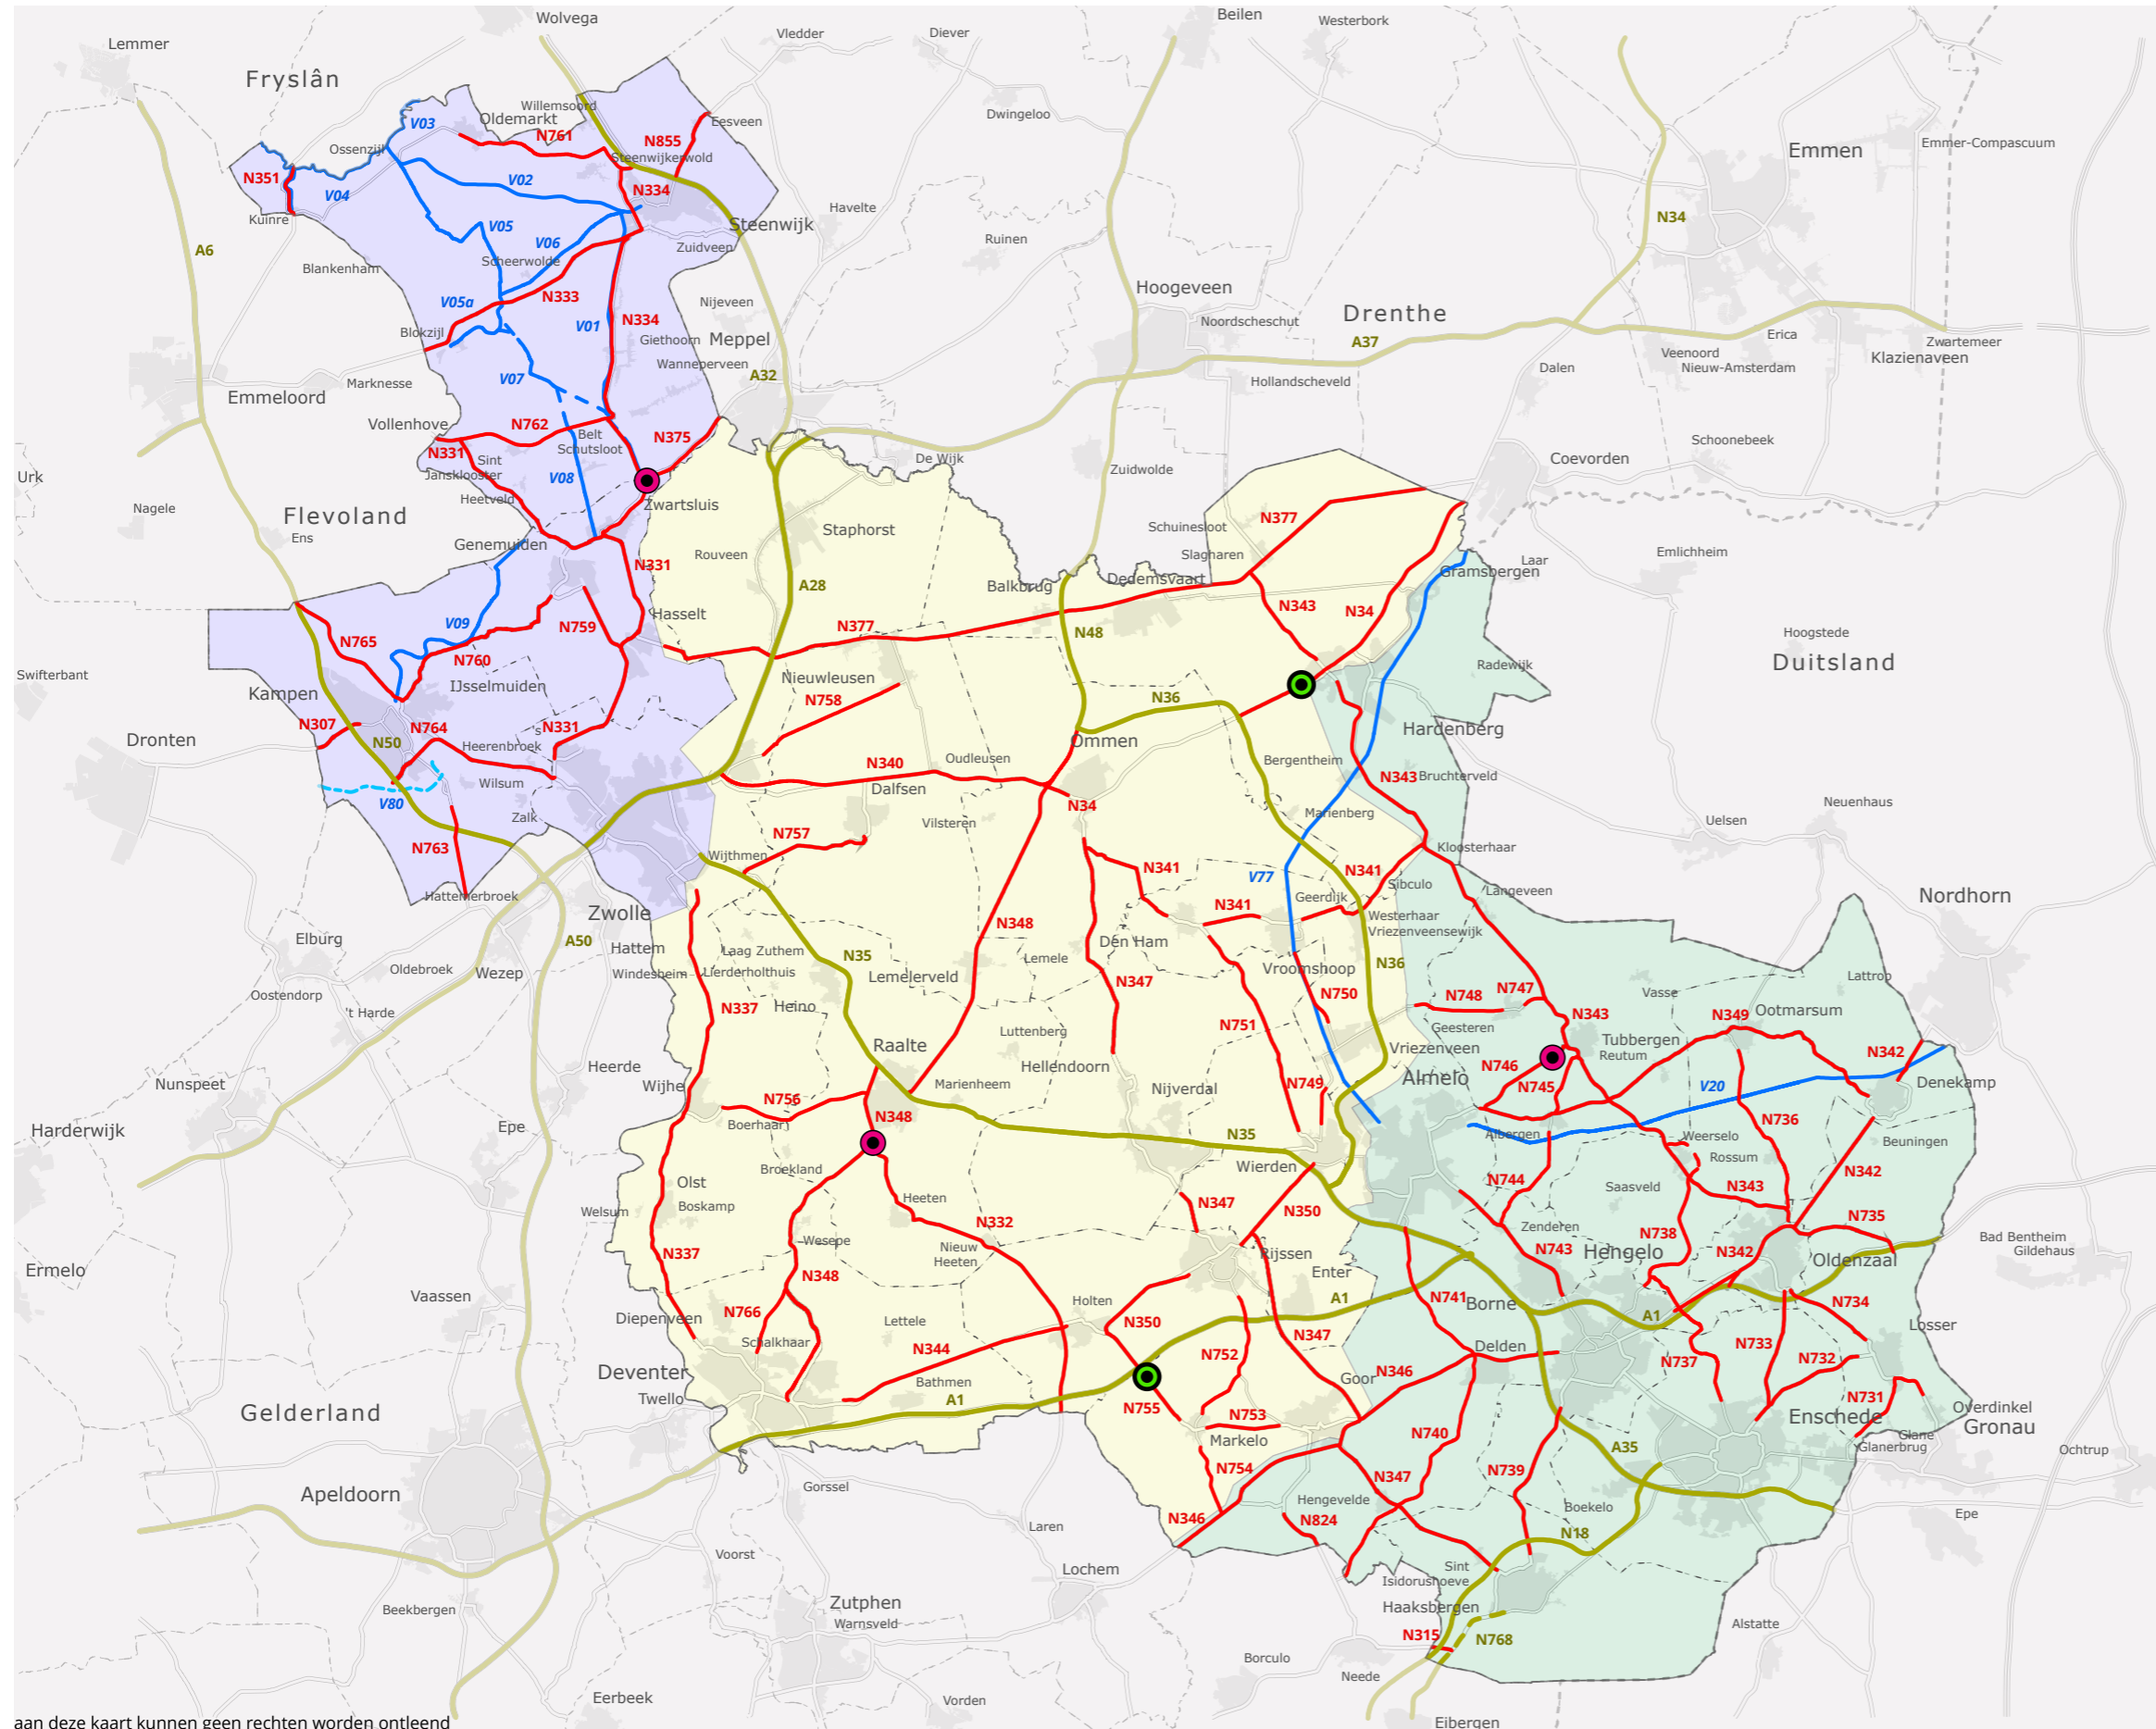 Wolvega
Beilen
Westerbork
Vledder
Diever
Lemmer
Fryslân
Willemsoord
Oldemarkt
V03
N761
Eesveen
N855
Dwingeloo
Emmen
Emmer-Compascuum
Ossenzijl
Steenwijkerwold
N351
V04
V02
N334
Kuinre
Havelte
Steenwijk
N34
V05
V06
Zuidveen
Ruinen
A6
Scheerwolde
Blankenham
V05a
N333
Nijeveen
Hoogeveen
Drenthe
V01
N334
Noordscheschut
Blokzijl
Giethoorn
Meppel
A37
Erica
Zwartemeer
Veenoord
Klazienaveen
Wanneperveen
Nieuw-Amsterdam
Dalen
Marknesse
V07
A32
Hollandscheveld
Emmeloord
Vollenhove
N762
Belt
Schutsloot
N375
Schoonebeek
N331
Sint
Jansklooster
De Wijk
Coevorden
Urk
V08
Zuidwolde
Heetveld
Nagele
Flevoland
Zwartsluis
N377
Staphorst
Schuinesloot
Ens
Genemuiden
Rouveen
Slagharen
Emlichheim
Laar
N331
Gramsbergen
A28
Balkbrug
Dedemsvaart
Hasselt
N343
N34
V09
N759
N377
N48
Hoogstede
N765
N760
Duitsland
Swifterbant
Radewijk
IJsselmuiden
Nieuwleusen
Kampen
N758
N36
N307
N764
's
N331
Hardenberg
Dronten
N50
Heerenbroek
Ommen
Oudleusen
N340
Bergentheim
Wilsum
Dalfsen
N343
Bruchterveld
V80
N34
Marienberg
Neuenhaus
Zalk
Vilsteren
Uelsen
N763
N757
Wijthmen
Kloosterhaar
N341
V77
N341
Hattemerbroek
Geerdijk
Sibculo
Langeveen
Nordhorn
Zwolle
N341
Westerhaar
Vriezenveensewijk
Elburg
A50
Hattem
N348
Den Ham
Laag Zuthem
N35
Lemele
Oldebroek
Wezep
Windesheim
Lierderholthuis
Lemelerveld
Vroomshoop
N36
Lattrop
Oostendorp
N347
N750
N748
N747
Vasse
't Harde
N337
Heino
N343
N349
Ootmarsum
Luttenberg
N751
Geesteren
Raalte
Tubbergen
Vriezenveen
Reutum
N342
Heerde
Hellendoorn
N746
Nunspeet
Wijhe
Marienheem
Nijverdal
N749
Almelo
N745
V20
Denekamp
N756
Harderwijk
Epe
Boerhaar
N348
N35
Albergen
Weerselo
N736
Beuningen
Broekland
Wierden
Rossum
N342
Olst
N744
Saasveld
N343
Boskamp
Heeten
N347
N350
Welsum
N332
Zenderen
N738
N735
Wesepe
Nieuw
Heeten
Rijssen
N743
Hengelo
N342
Bad Bentheim
Gildehaus
N337
Ermelo
N348
Enter
Oldenzaal
Vaassen
Holten
A1
N741
Borne
N734
N766
A1
Diepenveen
Lettele
N350
Losser
Schalkhaar
N344
N347
Delden
N733
N752
N737
N732
Deventer
N346
Bathmen
Goor
N731
Twello
A1
N755
Overdinkel
Gelderland
N753
Enschede
Gronau
Markelo
N740
Glane
A35
Glanerbrug
Ochtrup
N754
N347
N739
Gorssel
Apeldoorn
Hengevelde
Boekelo
Laren
N346
N824
N18
Epe
Voorst
Lochem
Sint
Isidorushoeve
Beekbergen
Zutphen
Haaksbergen
Warnsveld
Alstatte
N315
N768
Borculo
Neede
Eerbeek
Vorden
Eibergen
aan deze kaart kunnen geen rechten worden ontleend